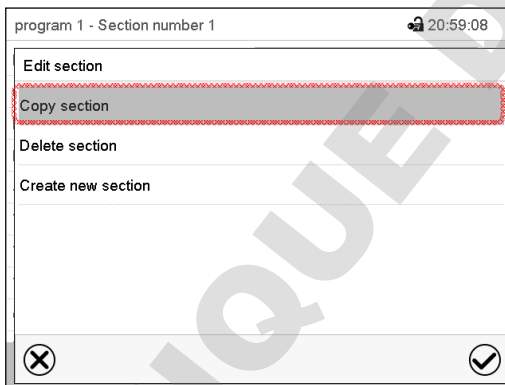 program 1 - Section number 1 20:59:08
Edit section
Copy section
Delete section
Create new section